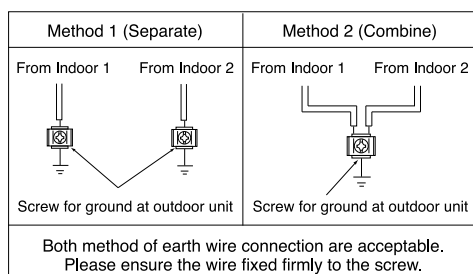 Method 1 (Separate)
Method 2 (Combine)
From Indoor 1
From Indoor 2
From Indoor 1
From Indoor 2
Screw for ground at outdoor unit
Screw for ground at outdoor unit
Both method of earth wire connection are acceptable.
Please ensure the wire fixed firmly to the screw.